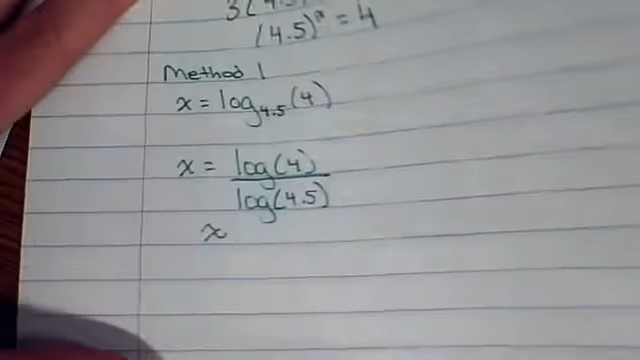 (4.5)ˣ = 4
Method 1
x = log₄.₅(4)
x = log(4)
log(4.5)
x